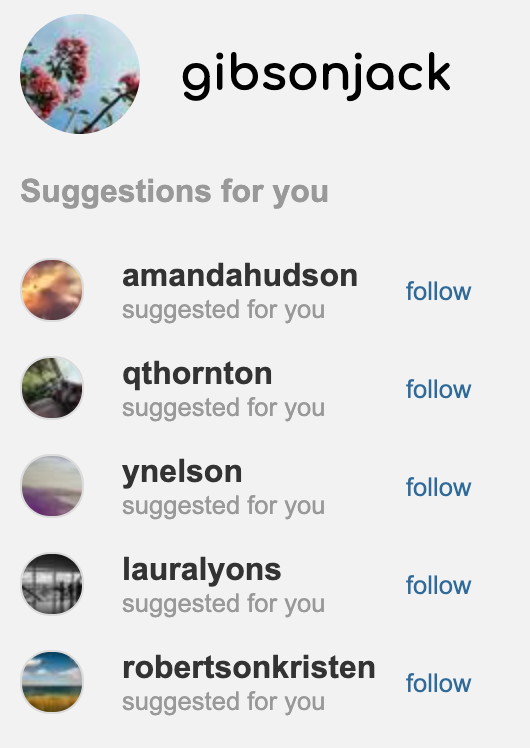 gibsonjack
Suggestions for you
amandahudson
suggested for you
follow
qthornton
suggested for you
follow
ynelson
suggested for you
follow
lauralyons
suggested for you
follow
robertsonkristen
suggested for you
follow